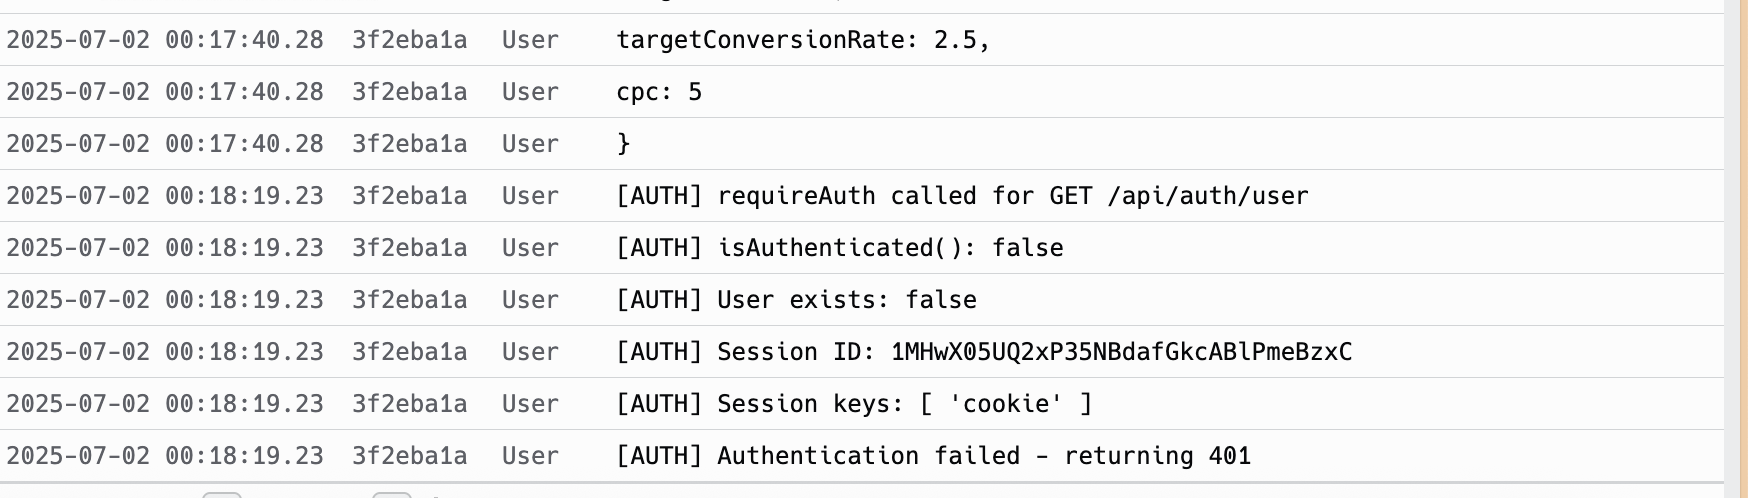 2025-07-02 00:17:40.28 3f2eba1a User targetConversionRate: 2.5,
2025-07-02 00:17:40.28 3f2eba1a User cpc: 5
2025-07-02 00:17:40.28 3f2eba1a User }
2025-07-02 00:18:19.23 3f2eba1a User [AUTH] requireAuth called for GET /api/auth/user
2025-07-02 00:18:19.23 3f2eba1a User [AUTH] isAuthenticated(): false
2025-07-02 00:18:19.23 3f2eba1a User [AUTH] User exists: false
2025-07-02 00:18:19.23 3f2eba1a User [AUTH] Session ID: 1MHwX05UQ2xP35NBdafGkcABlPmeBzxC
2025-07-02 00:18:19.23 3f2eba1a User [AUTH] Session keys: [ 'cookie' ]
2025-07-02 00:18:19.23 3f2eba1a User [AUTH] Authentication failed - returning 401